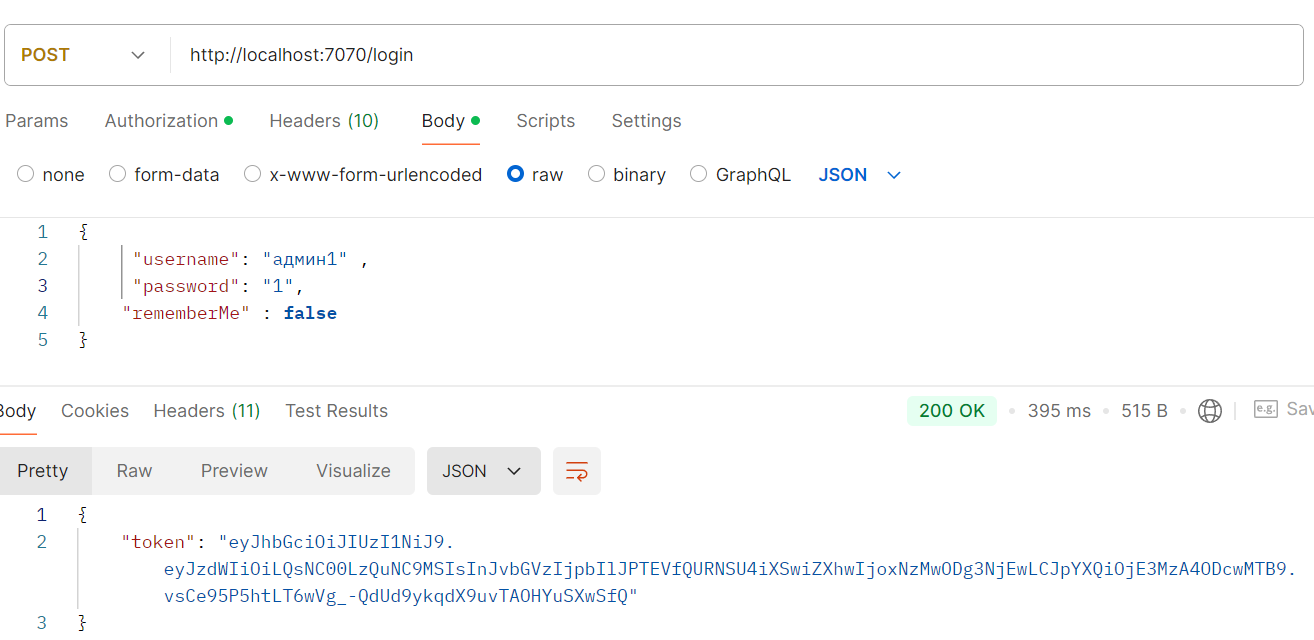 POST http://localhost:7070/login
Params Authorization Headers (10) Body Scripts Settings
none form-data x-www-form-urlencoded raw binary GraphQL JSON
1 {
2 "username": "админ1" ,
3 "password": "1",
4 "rememberMe" : false
5 }
Body Cookies Headers (11) Test Results 200 OK 395 ms 515 B e.g. Sav
Pretty Raw Preview Visualize JSON
1 {
2 "token": "eyJhbGciOiJIUzI1NiJ9.
eyJzdWIiOiLQsNC00LzQuNC9MSIsInJvbGVzIjpbIlJPTEVfQURNSU4iXSwiZXhwIjoxNzMwODg3NjEwLCJpYXQiOjE3MzA4ODcwMTB9.
vsCe95P5htLT6wVg_-QdUd9ykqdX9uvTAOHYuSXwSfQ"
3 }